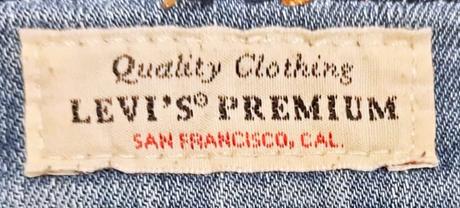 Quality Clothing
LEVI'S® PREMIUM
SAN FRANCISCO, CAL.